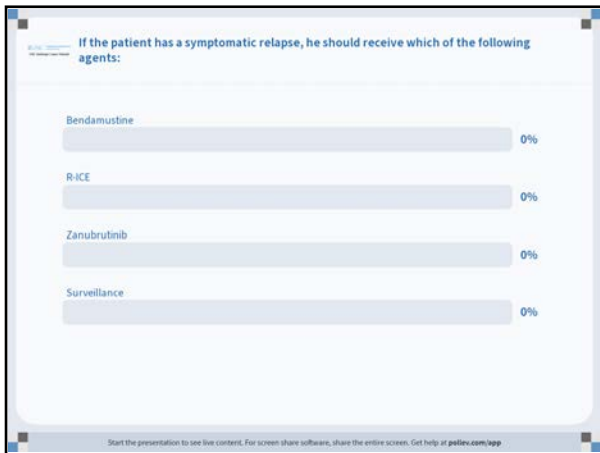 If the patient has a symptomatic relapse, he should receive which of the following
agents:
Bendamustine
0%
R-ICE
0%
Zanubrutinib
0%
Surveillance
0%
Start the presentation to see live content. For screen share software, share the entire screen. Get help at pollev.com/app